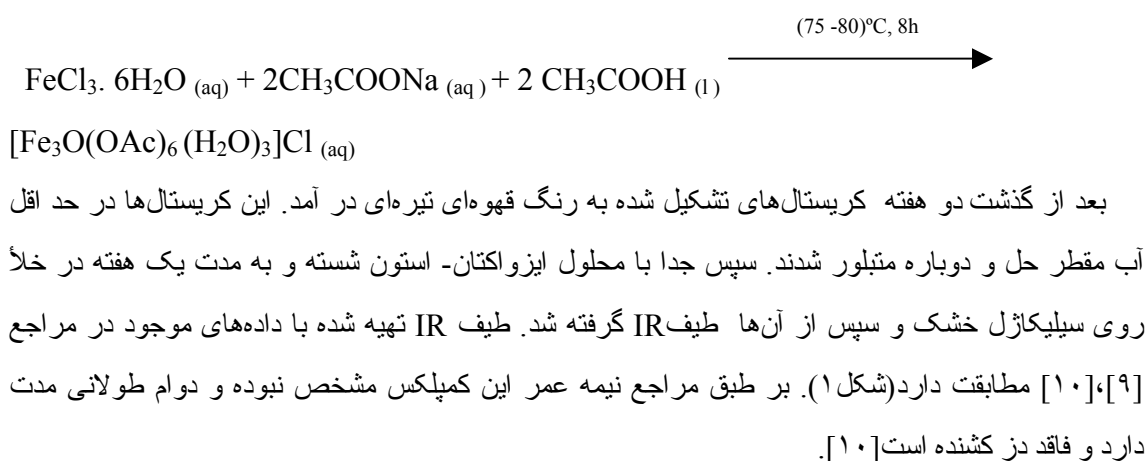 (75 -80)ºC, 8h
FeCl₃. 6H₂O (aq) + 2CH₃COONa (aq ) + 2 CH₃COOH (l )
[Fe₃O(OAc)₆ (H₂O)₃]Cl (aq)
بعد از گذشت دو هفته کریستال‌های تشکیل شده به رنگ قهوه‌ای تیره‌ای در آمد. این کریستال‌ها در حد اقل
آب مقطر حل و دوباره متبلور شدند. سپس جدا با محلول ایزواکتان- استون شسته و به مدت یک هفته در خلأ
روی سیلیکاژل خشک و سپس از آن‌ها طیفIR گرفته شد. طیف IR تهیه شده با داده‌های موجود در مراجع
[۹]،[۱۰] مطابقت دارد(شکل۱). بر طبق مراجع نیمه عمر این کمپلکس مشخص نبوده و دوام طولانی مدت
دارد و فاقد دز کشنده است[۱۰].